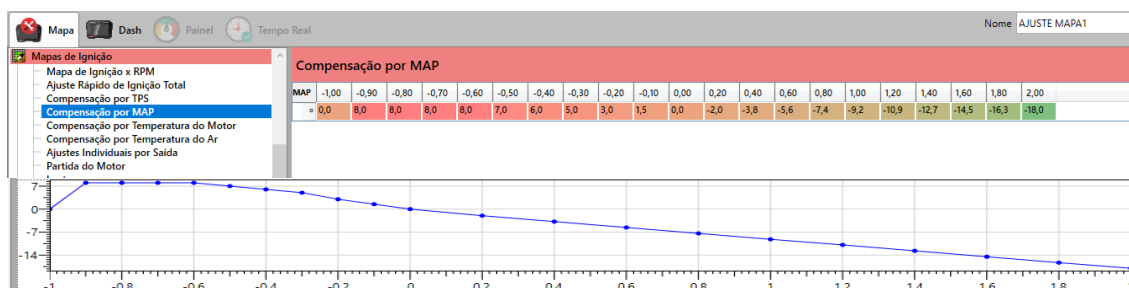 Mapa Dash Painel Tempo Real Nome AJUSTE MAPA1
Mapas de Ignição
Mapa de Ignição x RPM
Ajuste Rápido de Ignição Total
Compensação por TPS
Compensação por MAP
Compensação por Temperatura do Motor
Compensação por Temperatura do Ar
Ajustes Individuais por Saída
Partida do Motor
Compensação por MAP
MAP -1,00 -0,90 -0,80 -0,70 -0,60 -0,50 -0,40 -0,30 -0,20 -0,10 0,00 0,20 0,40 0,60 0,80 1,00 1,20 1,40 1,60 1,80 2,00
° 0,0 8,0 8,0 8,0 8,0 7,0 6,0 5,0 3,0 1,5 0,0 -2,0 -3,8 -5,6 -7,4 -9,2 -10,9 -12,7 -14,5 -16,3 -18,0
7
0
-7
-14
-1 -0.8 -0.6 -0.4 -0.2 0 0.2 0.4 0.6 0.8 1 1.2 1.4 1.6 1.8